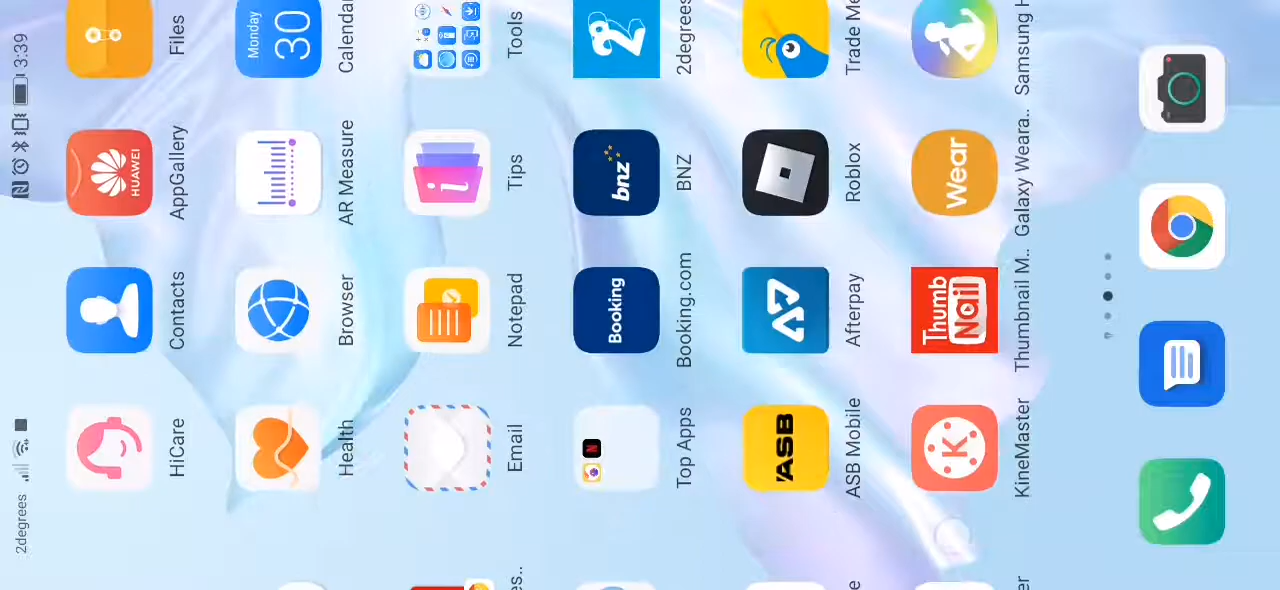 2degrees 3:39
HUAWEI
HiCare Contacts AppGallery Files
Monday
30
Health Browser AR Measure Calendar
i
Email Notepad Tips Tools
N Booking bnz 2
Top Apps Booking.com BNZ 2degrees
ASB
ASB Mobile Afterpay Roblox Trade Me
K Thumb Nail Wear
KineMaster Thumbnail M.. Galaxy Weara.. Samsung H